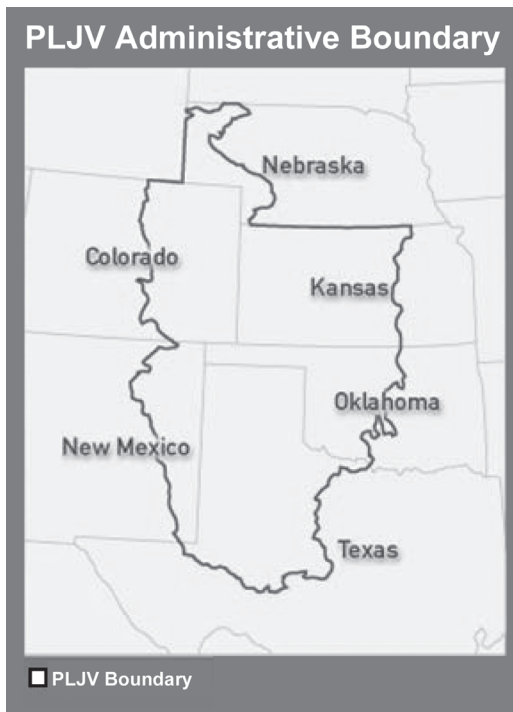 PLJV Administrative Boundary
Nebraska
Colorado
Kansas
Oklahoma
New Mexico
Texas
PLJV Boundary